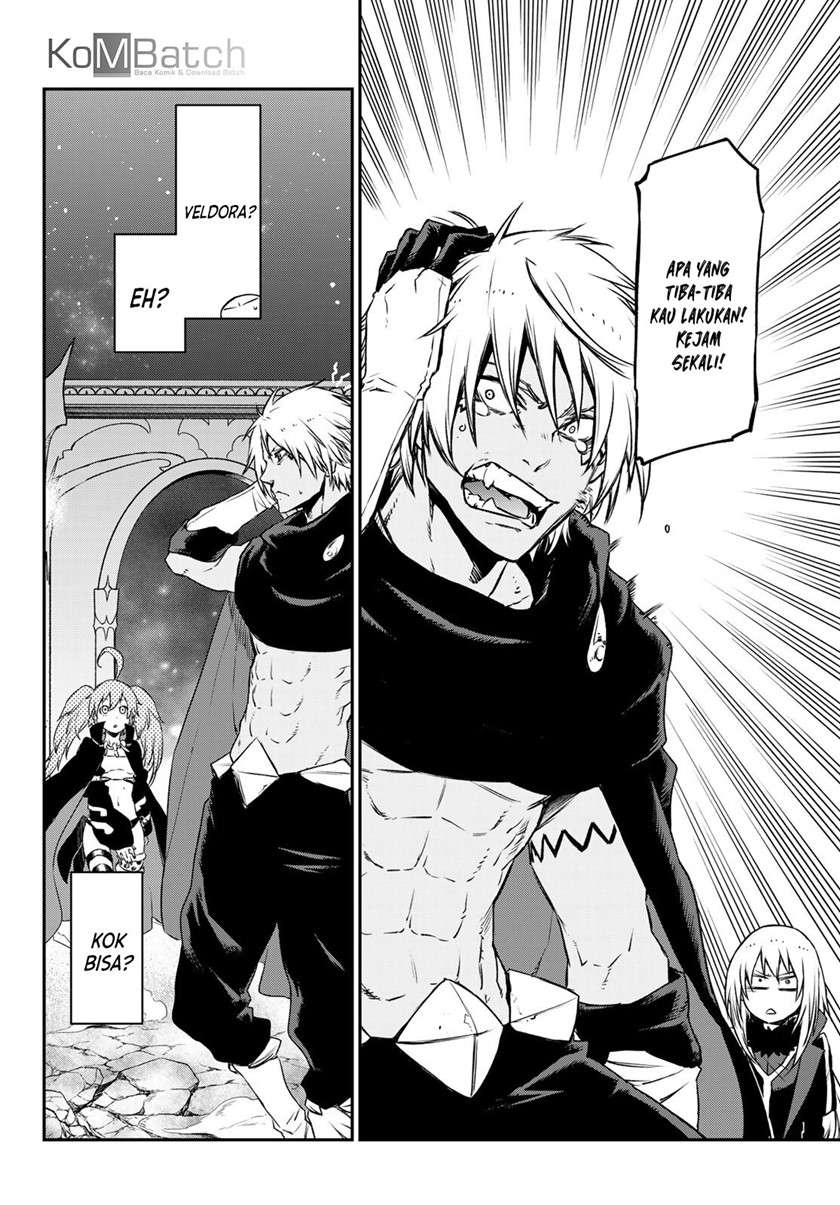 KoMBatch
Baca Komik & Download Batch
APA YANG
TIBA-TIBA
KAU LAKUKAN!
KEJAM
SEKALI!
VELDORA?
EH?
KOK
BISA?